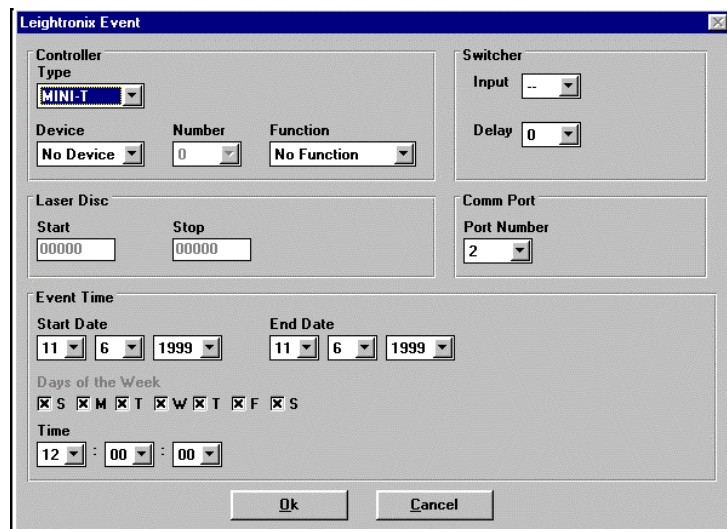 Leightronix Event
Controller
Type
MINI-T
Device Number Function
No Device 0 No Function
Switcher
Input --
Delay 0
Laser Disc
Start Stop
00000 00000
Comm Port
Port Number
2
Event Time
Start Date End Date
11 6 1999 11 6 1999
Days of the Week
S M T W T F S
Time
12 : 00 : 00
Ok Cancel